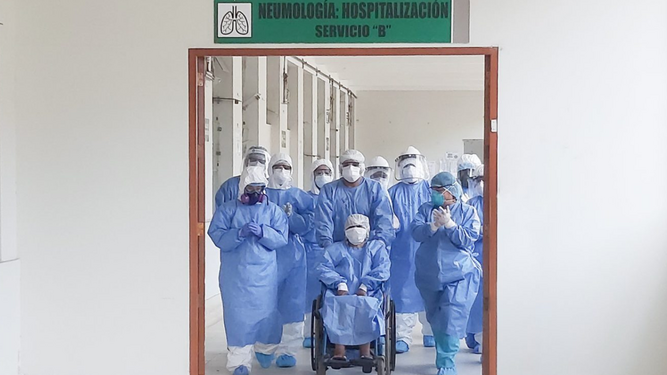 NEUMOLOGÍA: HOSPITALIZACIÓN
SERVICIO "B"